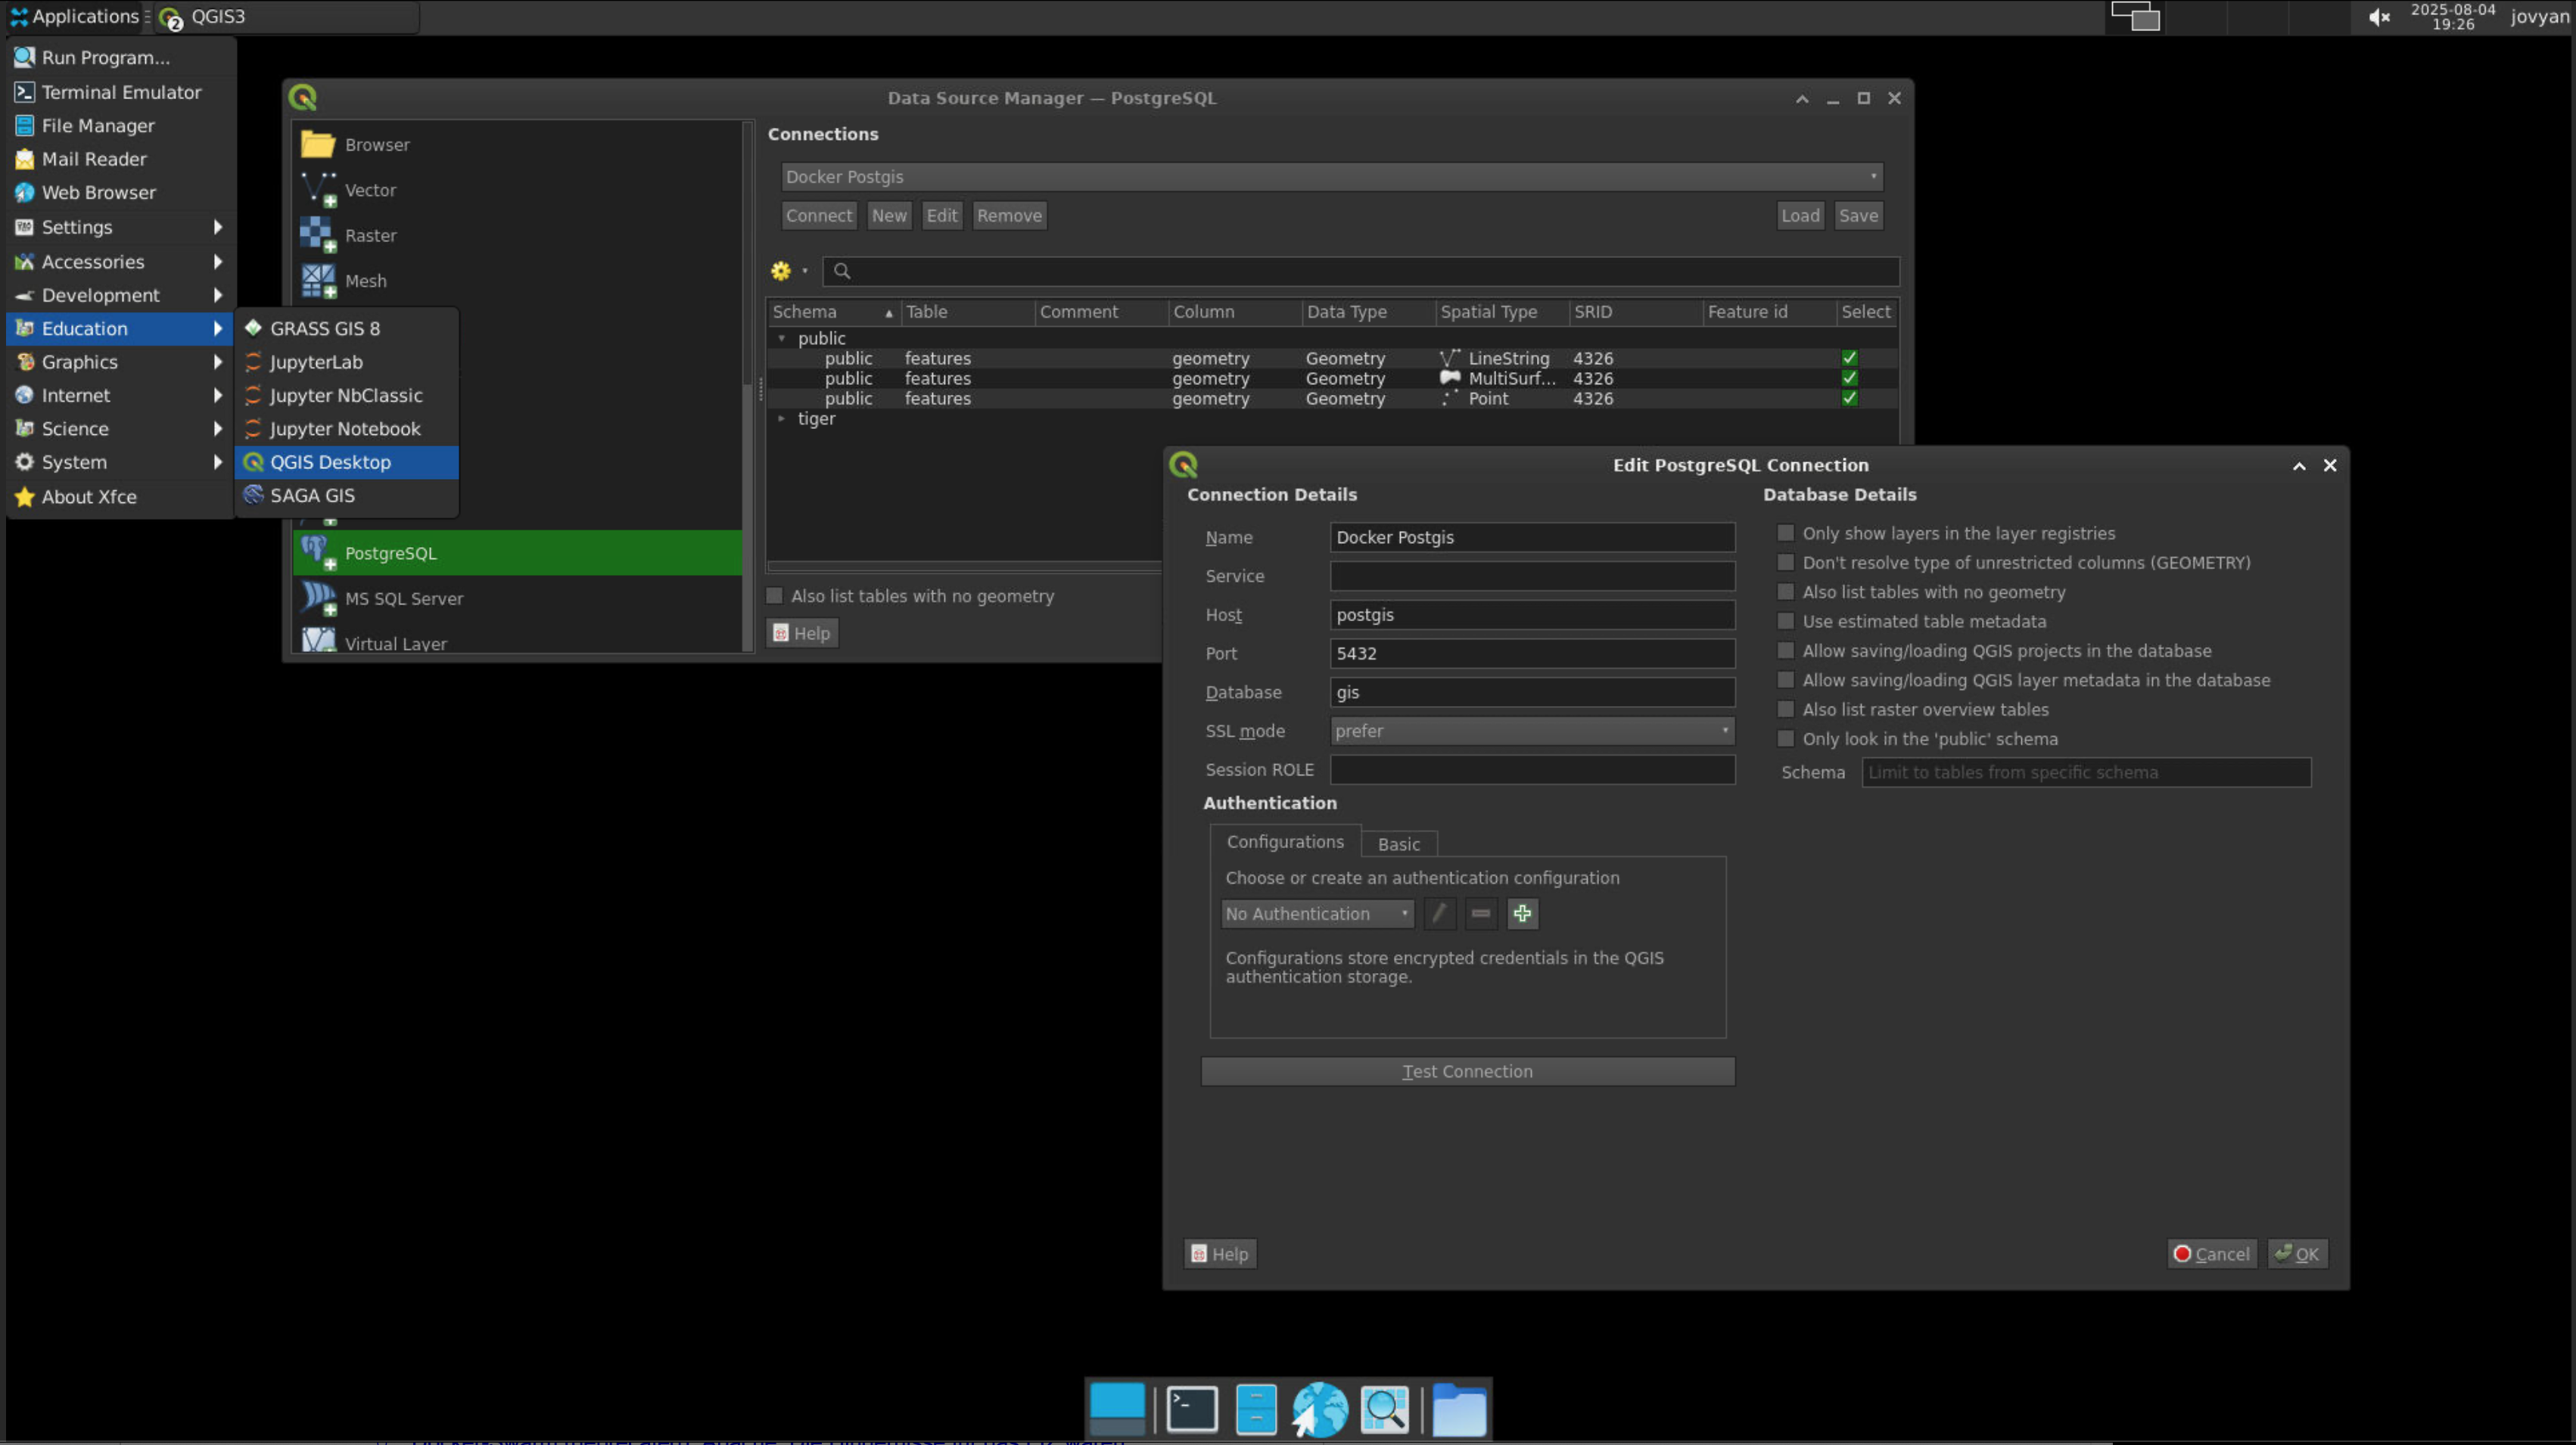 Applications
2 QGIS3
2025-08-04
19:26
jovyan
Run Program...
Terminal Emulator
File Manager
Mail Reader
Web Browser
Settings
Accessories
Development
Education
Graphics
Internet
Science
System
About Xfce
GRASS GIS 8
JupyterLab
Jupyter NbClassic
Jupyter Notebook
QGIS Desktop
SAGA GIS
Data Source Manager — PostgreSQL
Browser
Vector
Raster
Mesh
PostgreSQL
MS SQL Server
Virtual Layer
Connections
Docker Postgis
Connect New Edit Remove Load Save
Schema Table Comment Column Data Type Spatial Type SRID Feature id Select
public
public features geometry Geometry LineString 4326
public features geometry Geometry MultiSurf... 4326
public features geometry Geometry Point 4326
tiger
Also list tables with no geometry
Help
Edit PostgreSQL Connection
Connection Details
Name Docker Postgis
Service
Host postgis
Port 5432
Database gis
SSL mode prefer
Session ROLE
Authentication
Configurations Basic
Choose or create an authentication configuration
No Authentication
Configurations store encrypted credentials in the QGIS
authentication storage.
Test Connection
Database Details
Only show layers in the layer registries
Don't resolve type of unrestricted columns (GEOMETRY)
Also list tables with no geometry
Use estimated table metadata
Allow saving/loading QGIS projects in the database
Allow saving/loading QGIS layer metadata in the database
Also list raster overview tables
Only look in the 'public' schema
Schema Limit to tables from specific schema
Help
Cancel OK